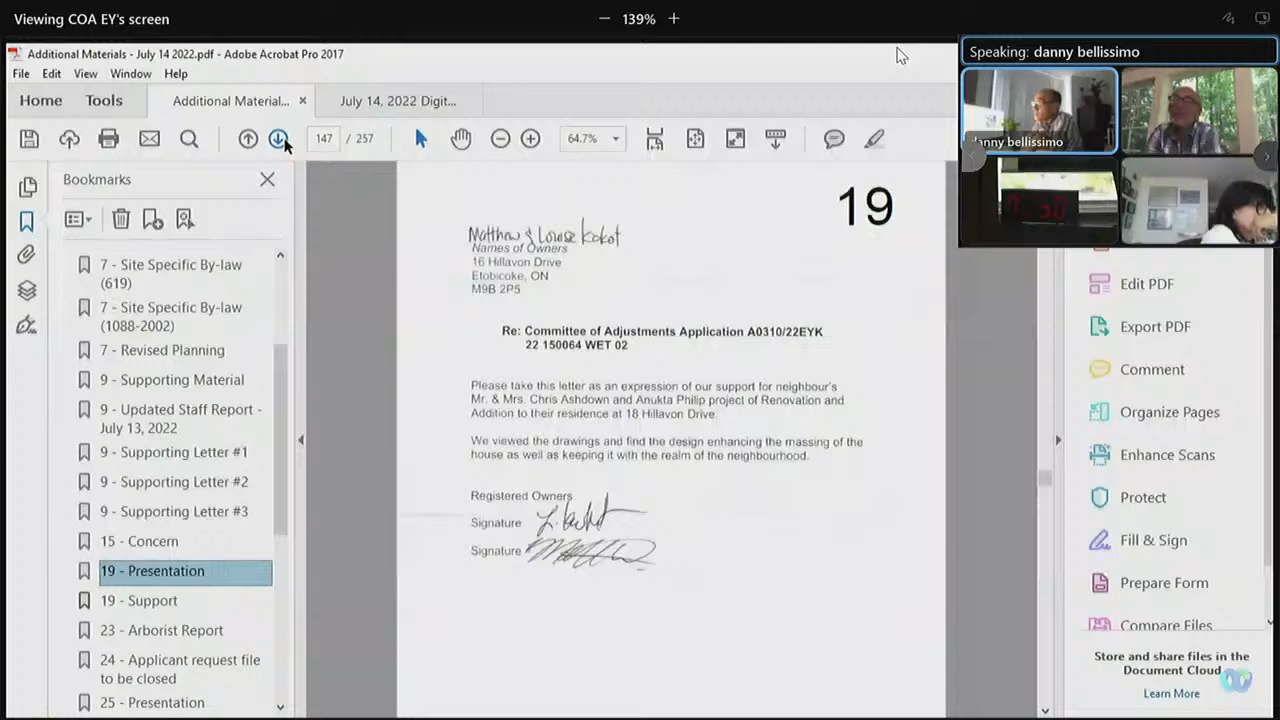 Viewing COA EY's screen
139%
Additional Materials - July 14 2022.pdf - Adobe Acrobat Pro 2017
File Edit View Window Help
Home Tools Additional Material... July 14, 2022 Digit...
147 / 257
64.7%
Speaking: danny bellissimo
danny bellissimo
Bookmarks
7 - Site Specific By-law
(619)
7 - Site Specific By-law
(1088-2002)
7 - Revised Planning
9 - Supporting Material
9 - Updated Staff Report -
July 13, 2022
9 - Supporting Letter #1
9 - Supporting Letter #2
9 - Supporting Letter #3
15 - Concern
19 - Presentation
19 - Support
23 - Arborist Report
24 - Applicant request file
to be closed
25 - Presentation
19
Matthew & Louise Kokot
Names of Owners
16 Hillavon Drive
Etobicoke, ON
M9B 2P5
Re: Committee of Adjustments Application A0310/22EYK
22 150064 WET 02
Please take this letter as an expression of our support for neighbour's
Mr. & Mrs. Chris Ashdown and Anukta Philip project of Renovation and
Addition to their residence at 18 Hillavon Drive.
We viewed the drawings and find the design enhancing the massing of the
house as well as keeping it with the realm of the neighbourhood.
Registered Owners
Signature
Signature
Edit PDF
Export PDF
Comment
Organize Pages
Enhance Scans
Protect
Fill & Sign
Prepare Form
Compare Files
Store and share files in the
Document Cloud
Learn More